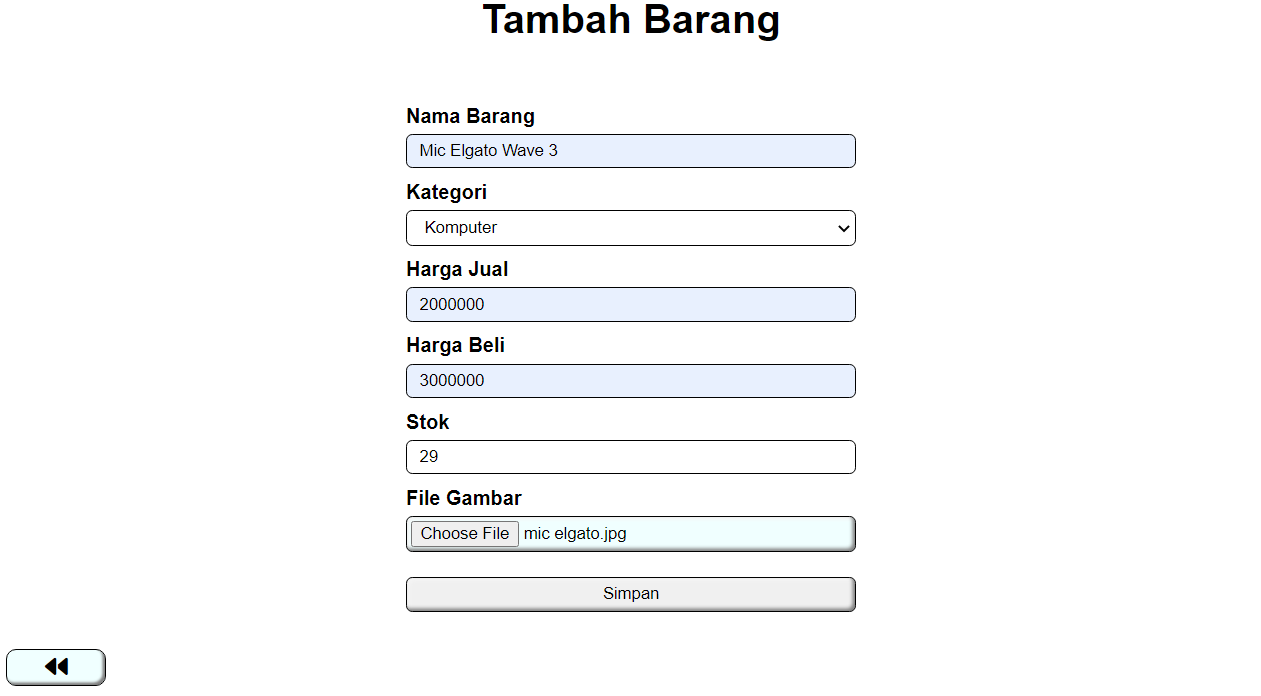 Tambah Barang
Nama Barang
Mic Elgato Wave 3
Kategori
Komputer
Harga Jual
2000000
Harga Beli
3000000
Stok
29
File Gambar
Choose File mic elgato.jpg
Simpan